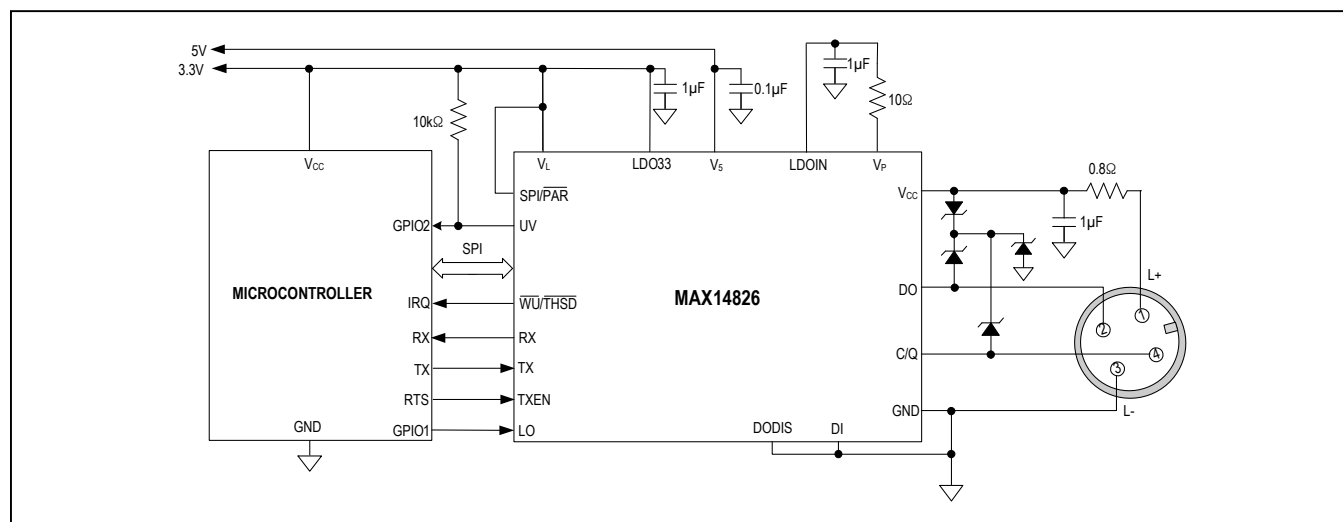 5V
3.3V
1µF
0.1µF
1µF
10Ω
10kΩ
VCC
VL
LDO33
V5
LDOIN
VP
VCC
0.8Ω
1µF
SPI/PAR
GPIO2
UV
SPI
MICROCONTROLLER
MAX14826
L+
DO
IRQ
WU/THSD
RX
RX
2
1
C/Q
4
TX
TX
3
RTS
TXEN
GND
L-
GND
DODIS
DI
GPIO1
LO